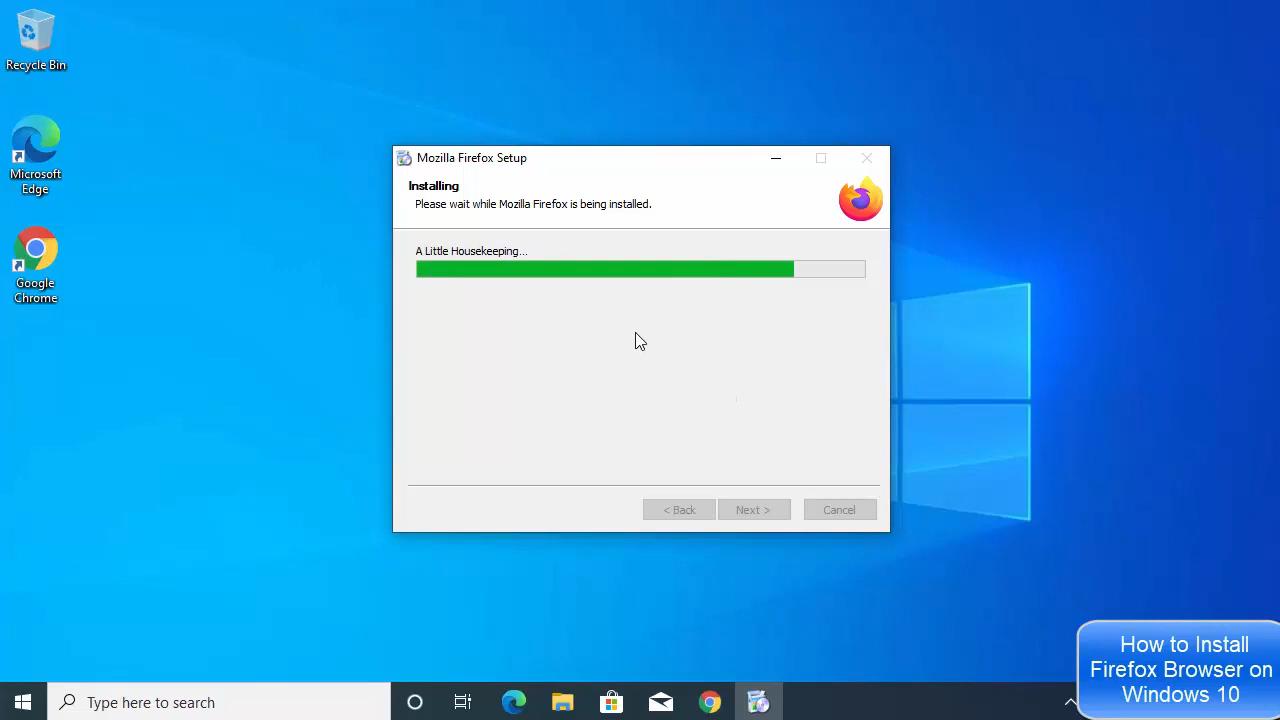 Recycle Bin
Microsoft
Edge
Google
Chrome
Mozilla Firefox Setup
Installing
Please wait while Mozilla Firefox is being installed.
A Little Housekeeping...
< Back
Next >
Cancel
Type here to search
How to Install
Firefox Browser on
Windows 10